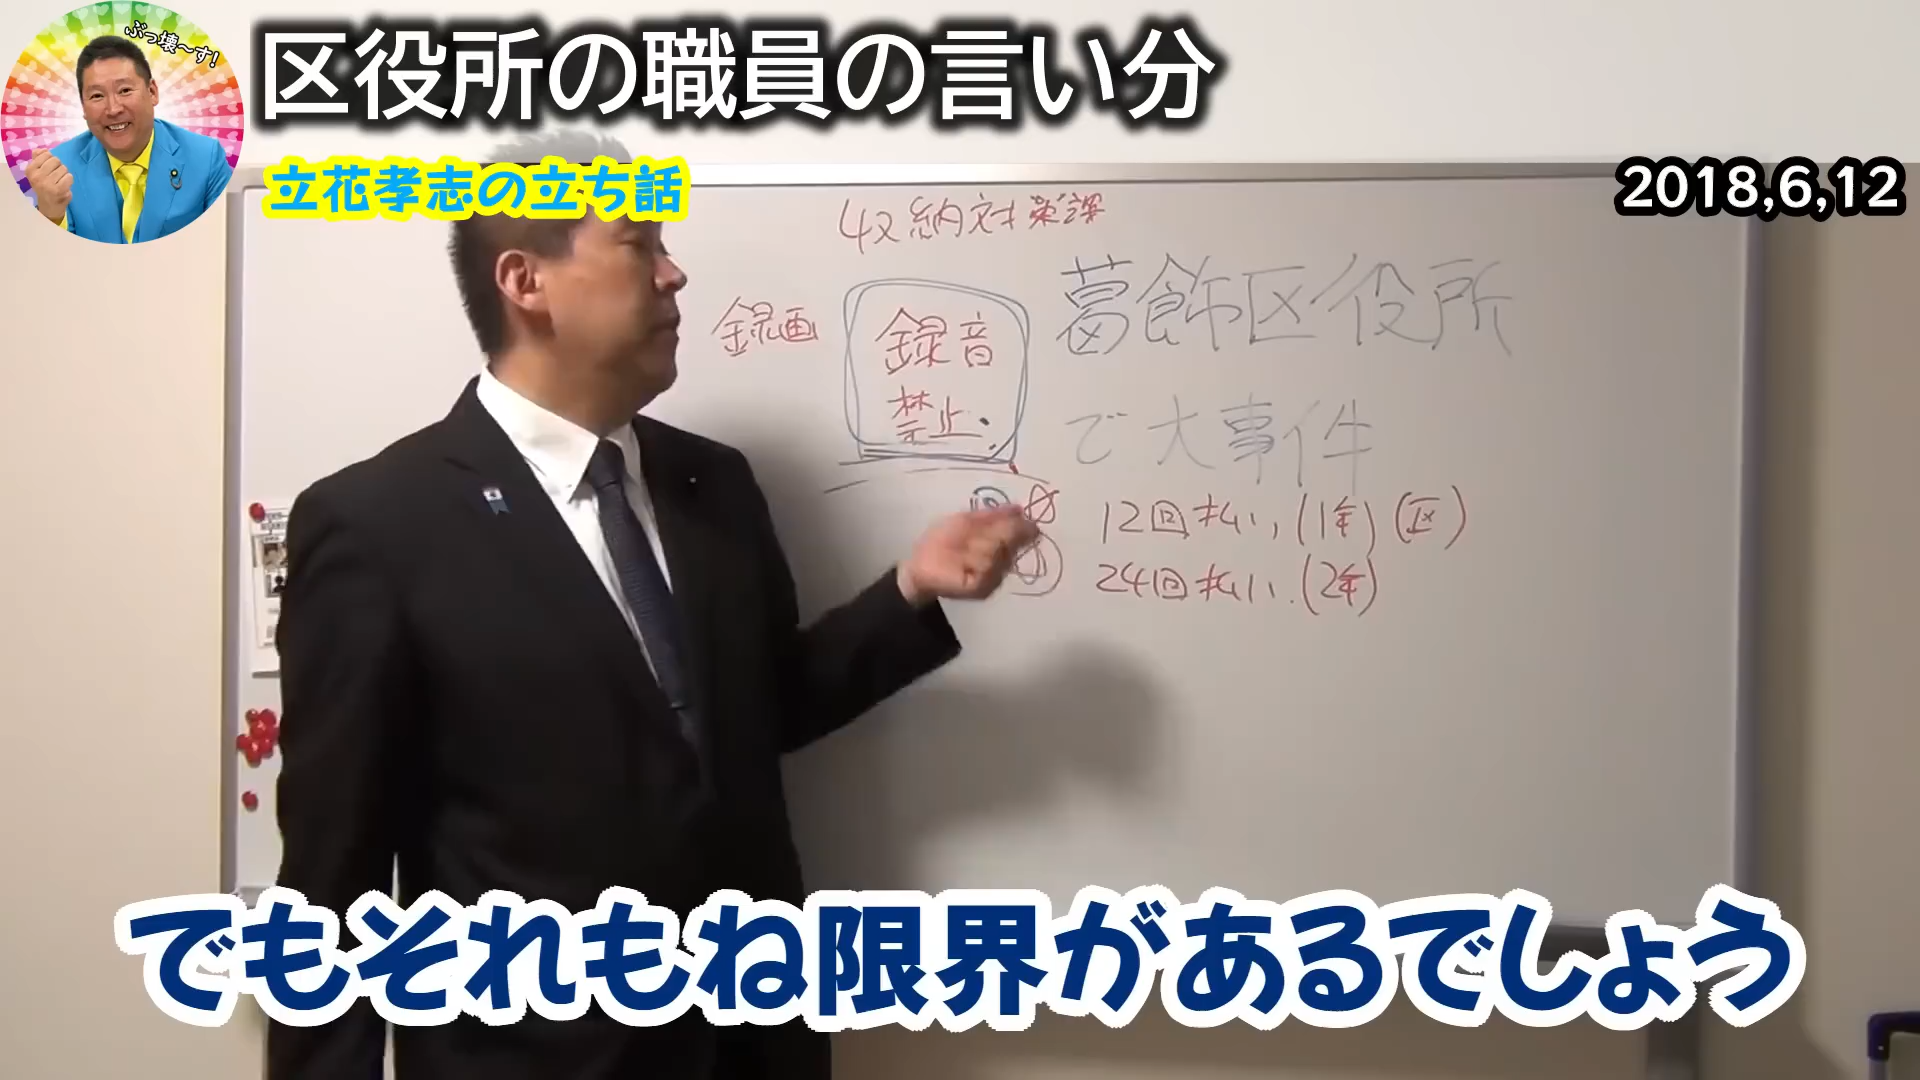 ぶっ壊〜す!
区役所の職員の言い分
立花孝志の立ち話
2018,6,12
収納対策課
録画
録音
禁止
葛飾区役所
で大事件
12回払い,(1年)(区)
24回払い.(2年)
でもそれもね限界があるでしょう